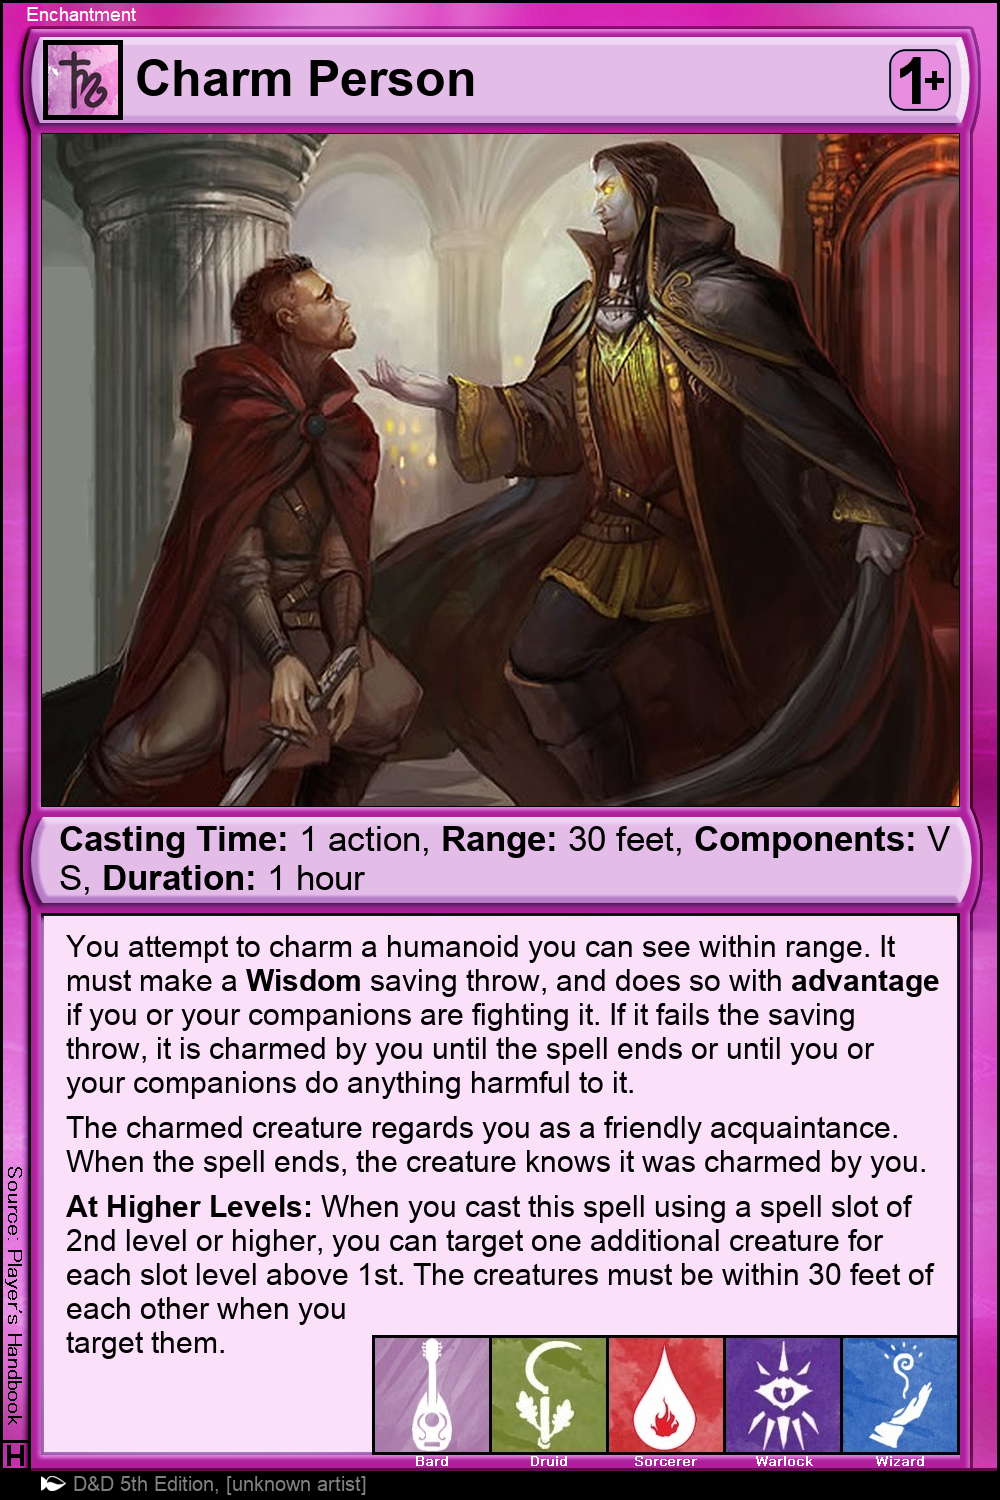 Enchantment
Charm Person
1+
Casting Time: 1 action, Range: 30 feet, Components: V
S, Duration: 1 hour
You attempt to charm a humanoid you can see within range. It
must make a Wisdom saving throw, and does so with advantage
if you or your companions are fighting it. If it fails the saving
throw, it is charmed by you until the spell ends or until you or
your companions do anything harmful to it.
The charmed creature regards you as a friendly acquaintance.
When the spell ends, the creature knows it was charmed by you.
At Higher Levels: When you cast this spell using a spell slot of
2nd level or higher, you can target one additional creature for
each slot level above 1st. The creatures must be within 30 feet of
each other when you
target them.
Bard
Druid
Sorcerer
Warlock
Wizard
Source: Player's Handbook
H
D&D 5th Edition, [unknown artist]